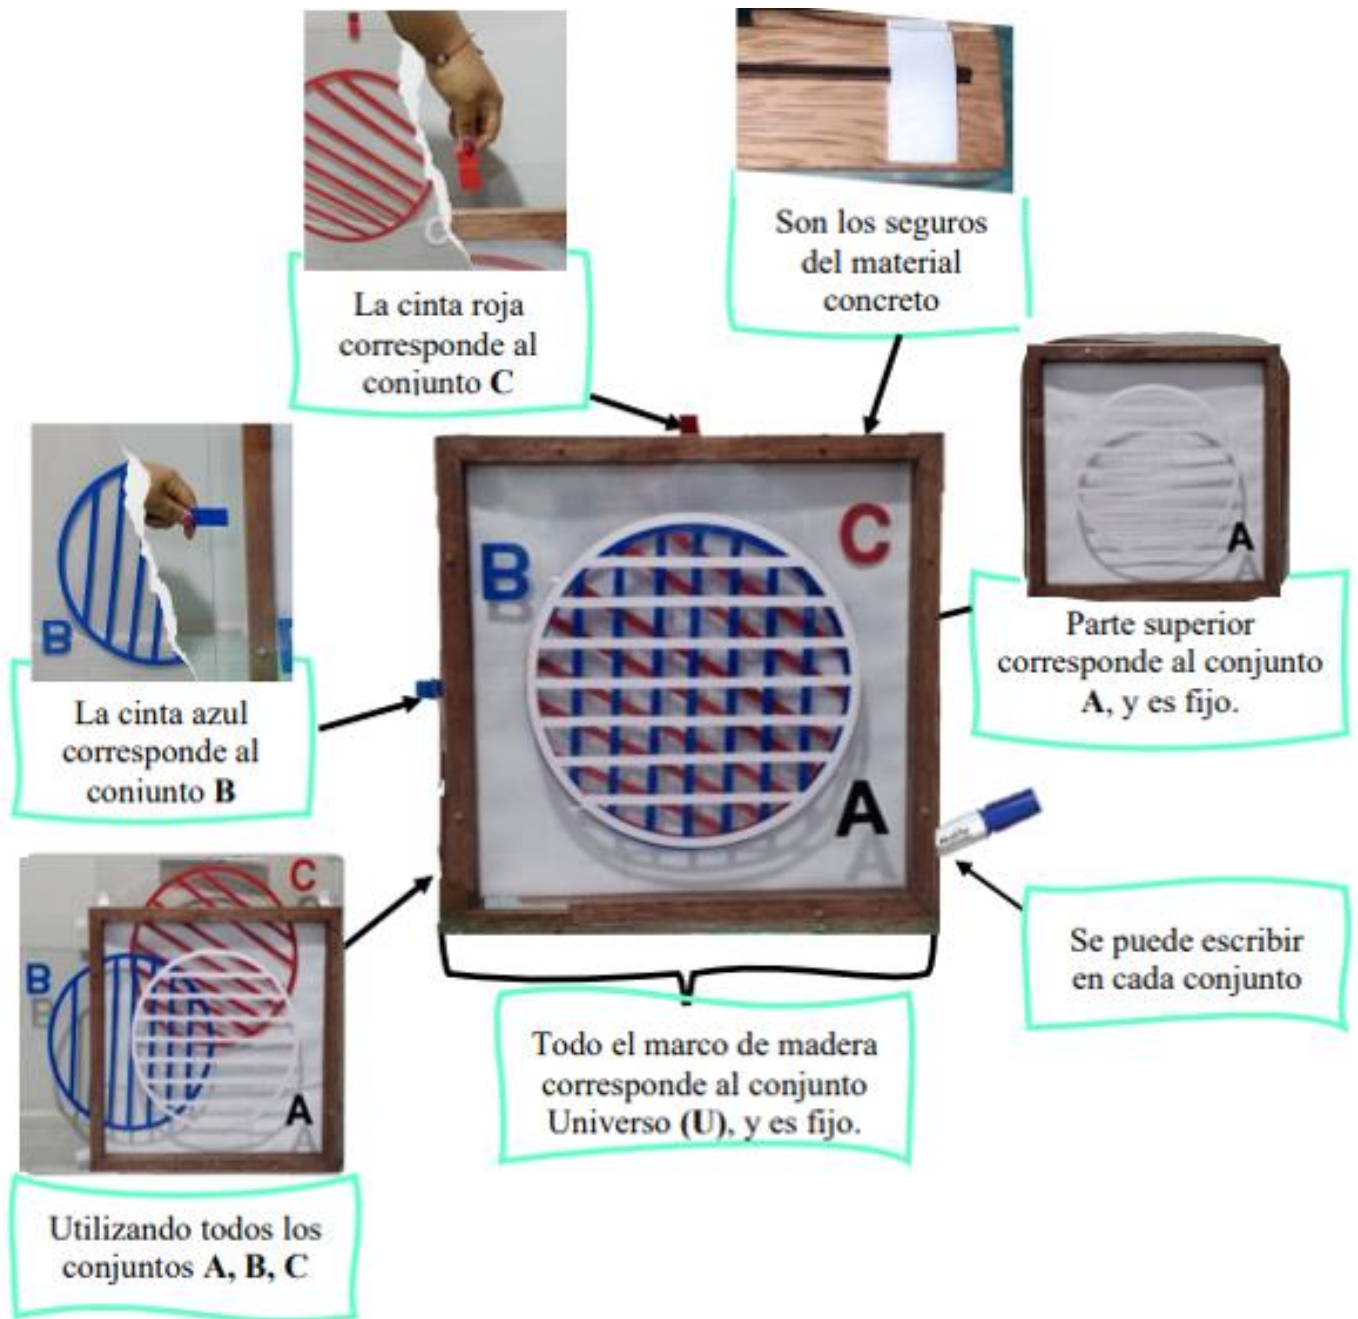 Son los seguros
del material
concreto
La cinta roja
corresponde al
conjunto C
C
La cinta azul
corresponde al
conjunto B
B
B
C
A
A
Parte superior
corresponde al conjunto
A, y es fijo.
Se puede escribir
en cada conjunto
Todo el marco de madera
corresponde al conjunto
Universo (U), y es fijo.
C
B
A
Utilizando todos los
conjuntos A, B, C